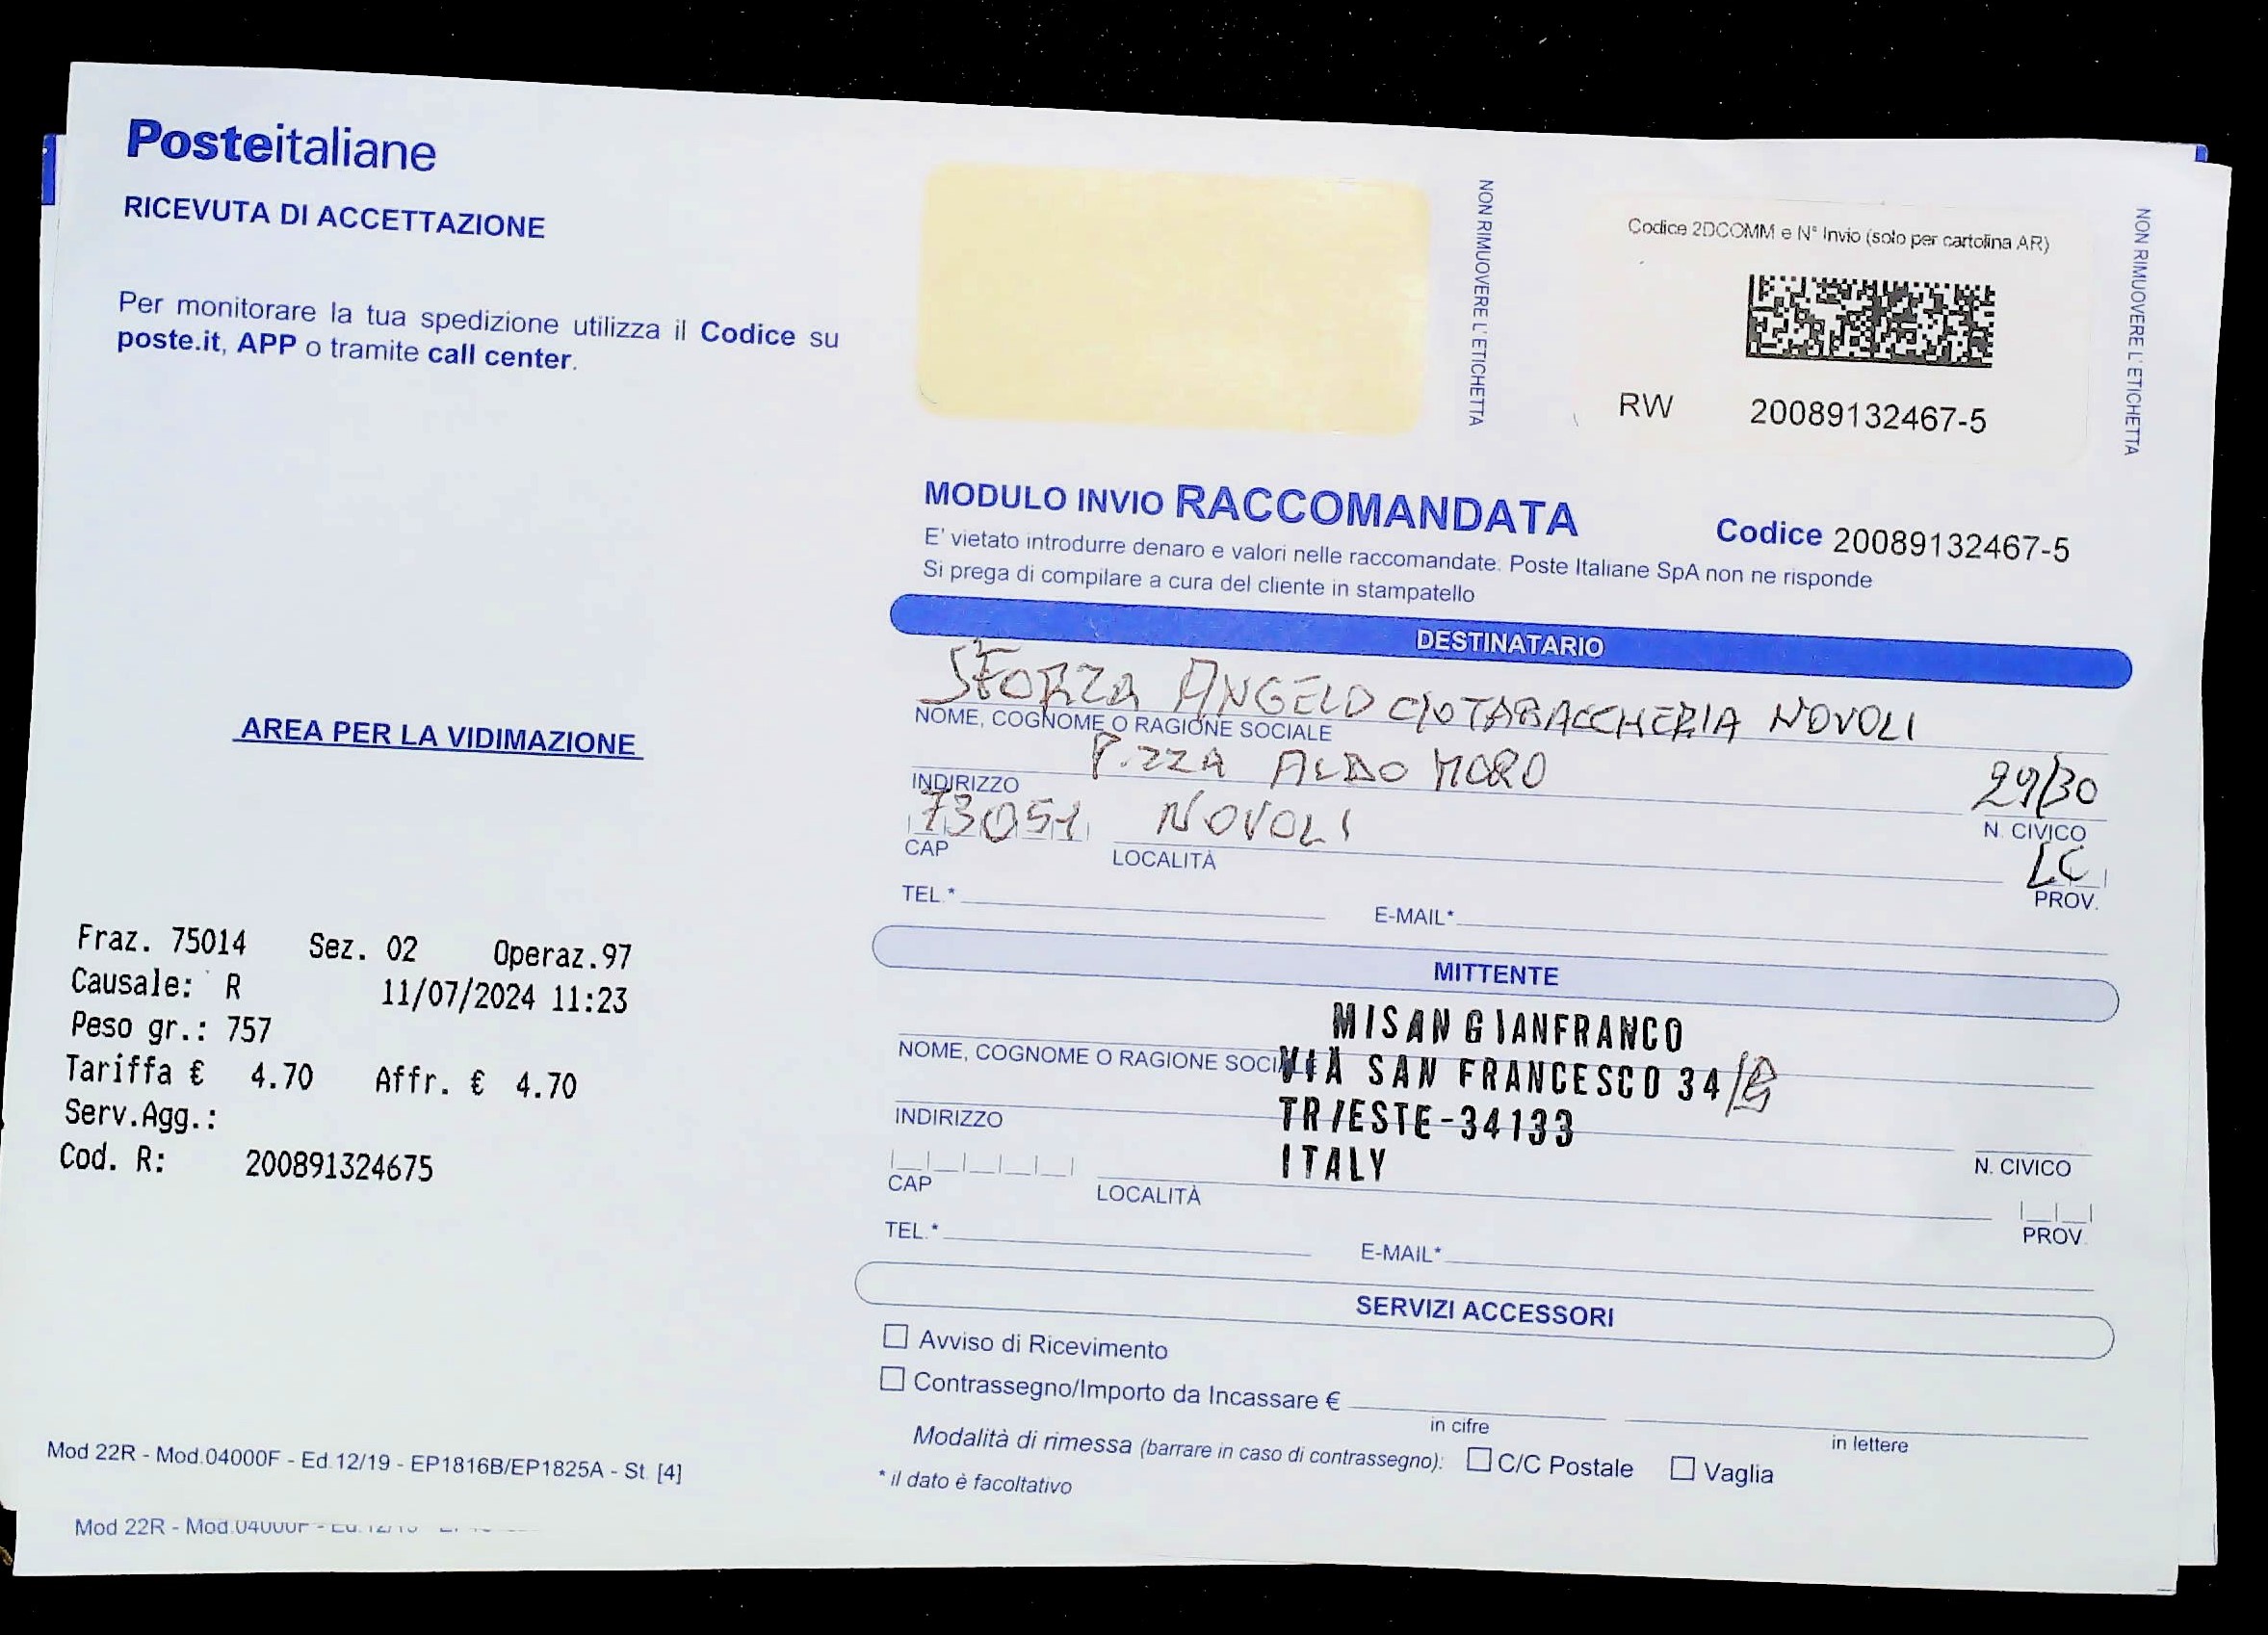 Posteitaliane
RICEVUTA DI ACCETTAZIONE
Per monitorare la tua spedizione utilizza il Codice su
poste.it, APP o tramite call center.
AREA PER LA VIDIMAZIONE
Fraz. 75014 Sez. 02 Operaz.97
Causale: R 11/07/2024 11:23
Peso gr.: 757
Tariffa € 4.70 Affr. € 4.70
Serv.Agg.:
Cod. R: 200891324675
Mod 22R - Mod.04000F - Ed.12/19 - EP1816B/EP1825A - St. [4]
Mod 22R - Mod.04000F - Ed.12/19
NON RIMUOVERE L'ETICHETTA
Codice 2DCOMM e N° Invio (solo per cartolina AR)
RW 20089132467-5
NON RIMUOVERE L'ETICHETTA
MODULO INVIO RACCOMANDATA
Codice 20089132467-5
E' vietato introdurre denaro e valori nelle raccomandate. Poste Italiane SpA non ne risponde
Si prega di compilare a cura del cliente in stampatello
DESTINATARIO
SFORZA ANGELO C/O TABACCHERIA NOVOLI
NOME, COGNOME O RAGIONE SOCIALE
P.ZZA ALDO MORO 29/30
INDIRIZZO N. CIVICO
73051 NOVOLI LC
CAP LOCALITÀ PROV.
TEL.* E-MAIL*
MITTENTE
MISAN GIANFRANCO
NOME, COGNOME O RAGIONE SOCIALE
VIA SAN FRANCESCO 34/B
INDIRIZZO N. CIVICO
TRIESTE-34133
ITALY
CAP LOCALITÀ PROV.
TEL.* E-MAIL*
SERVIZI ACCESSORI
Avviso di Ricevimento
Contrassegno/Importo da Incassare €
in cifre in lettere
Modalità di rimessa (barrare in caso di contrassegno): C/C Postale Vaglia
* il dato è facoltativo